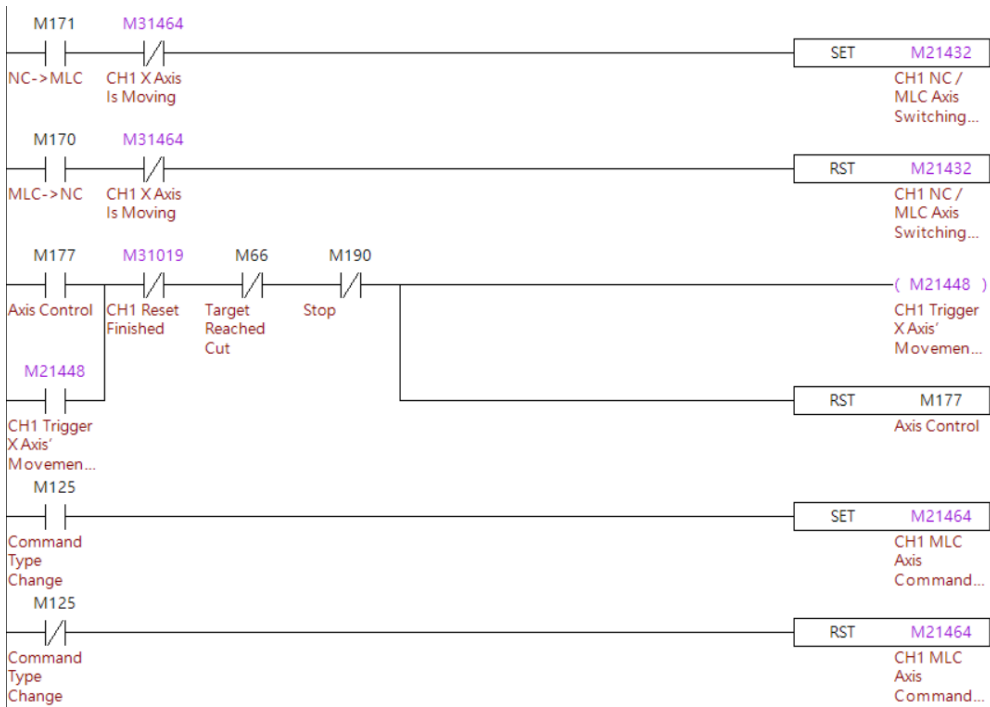 M171 M31464
SET M21432
NC->MLC CH1 X Axis CH1 NC /
Is Moving MLC Axis
Switching...
M170 M31464
RST M21432
MLC->NC CH1 X Axis CH1 NC /
Is Moving MLC Axis
Switching...
M177 M31019 M66 M190
( M21448 )
Axis Control CH1 Reset Target Stop CH1 Trigger
Finished Reached X Axis'
Cut Movemen...
M21448
RST M177
CH1 Trigger Axis Control
X Axis'
Movemen...
M125
SET M21464
Command CH1 MLC
Type Axis
Change Command...
M125
RST M21464
Command CH1 MLC
Type Axis
Change Command...